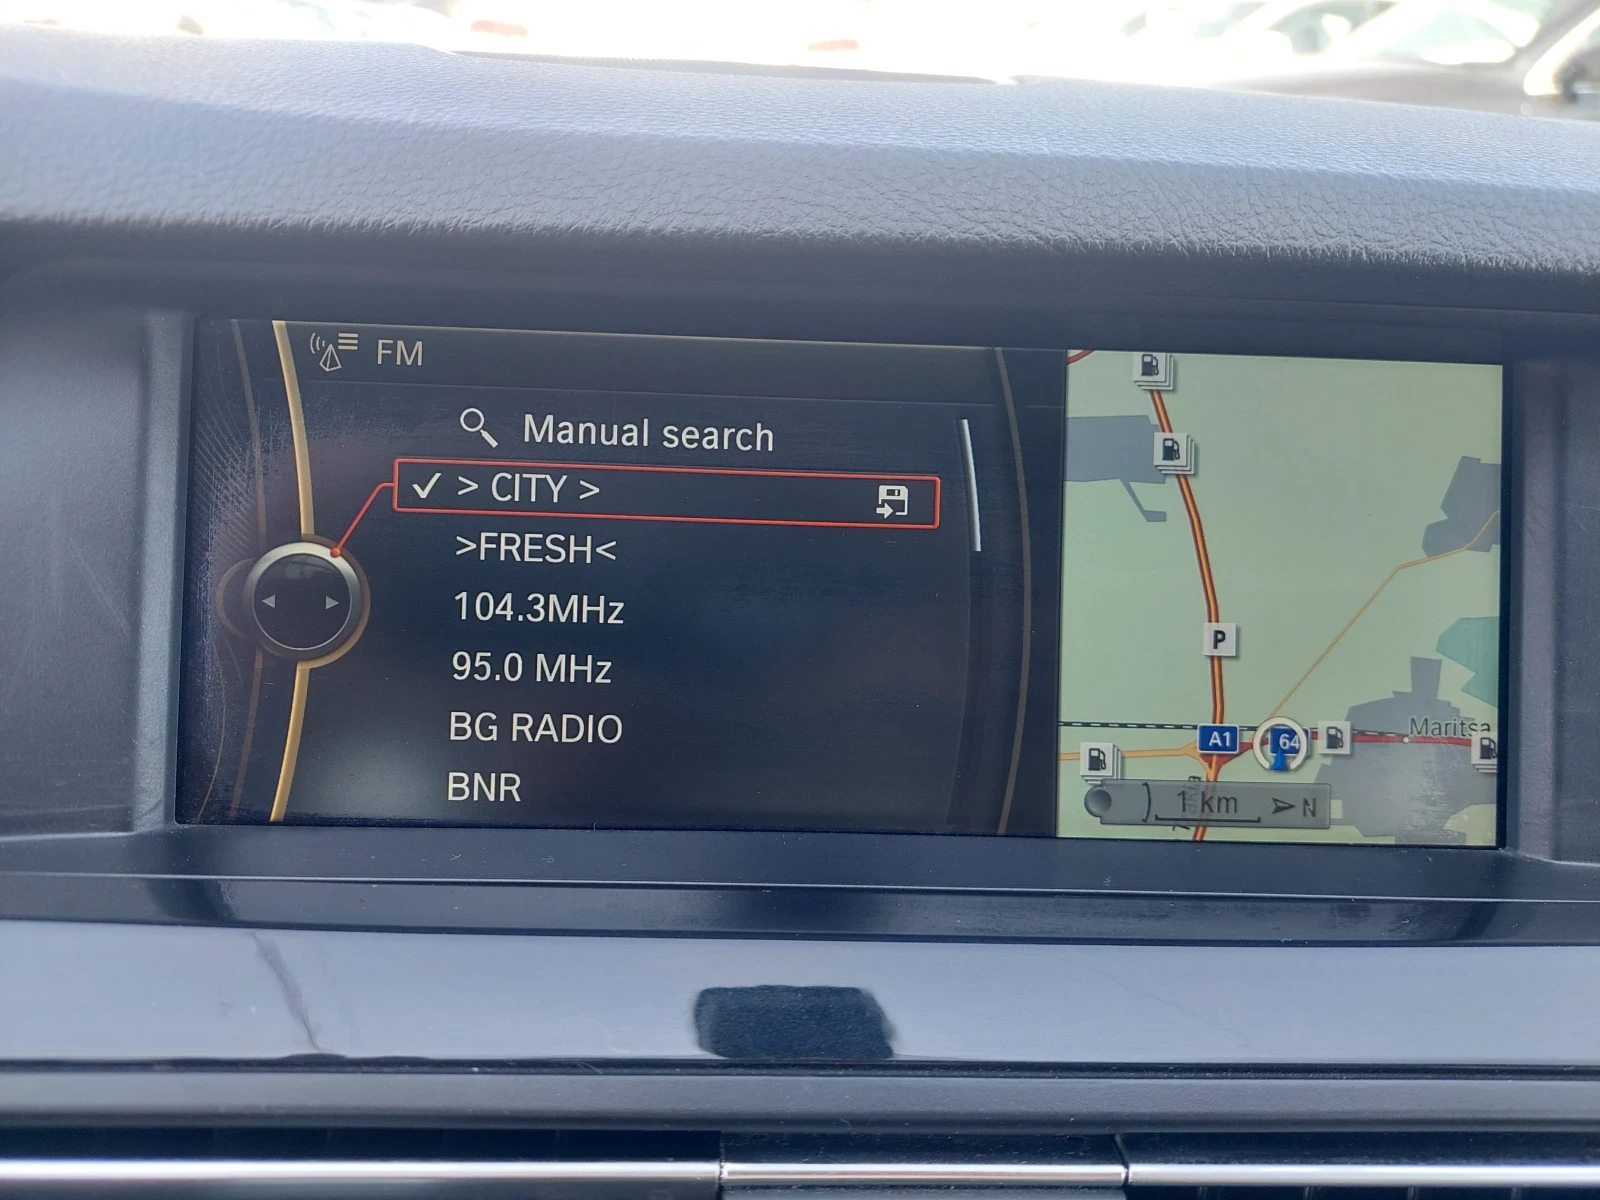 FM
Manual search
> CITY >
>FRESH<
104.3MHz
95.0 MHz
BG RADIO
BNR
P
Maritsa
A1
64
1 km
N